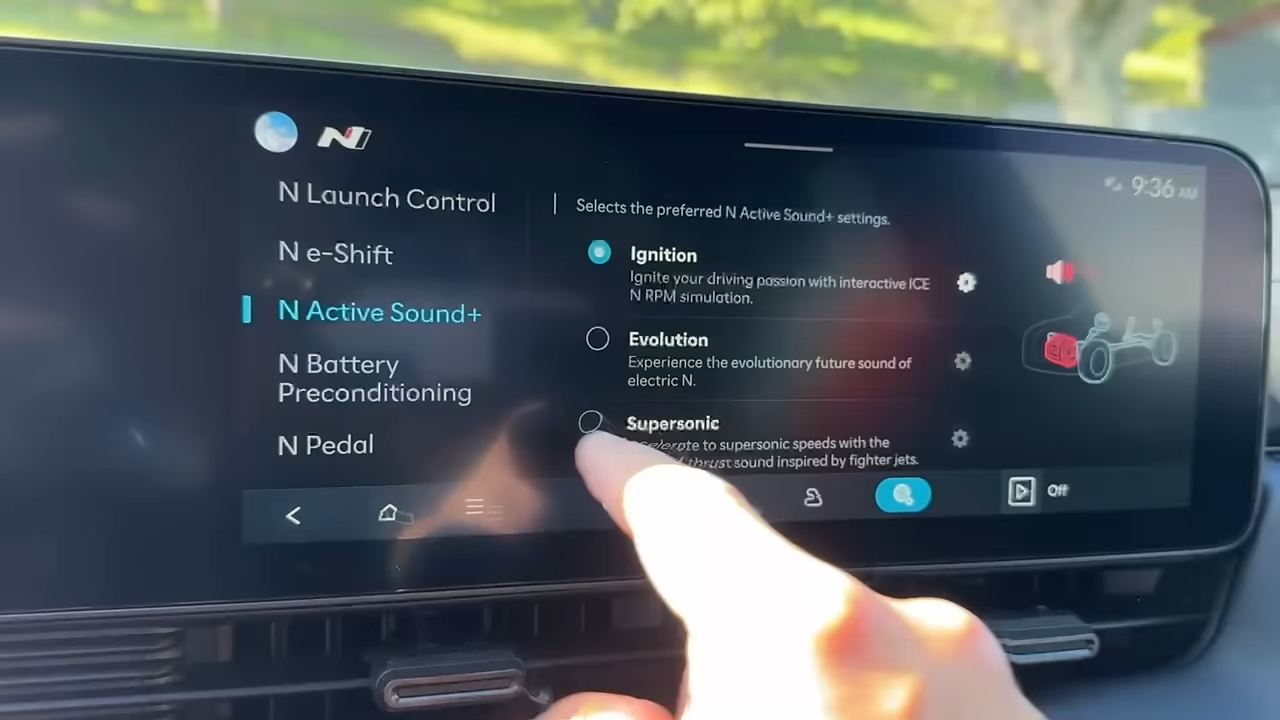 N
9:36 AM
N Launch Control
N e-Shift
N Active Sound+
N Battery
Preconditioning
N Pedal
Selects the preferred N Active Sound+ settings.
Ignition
Ignite your driving passion with interactive ICE
N RPM simulation.
Evolution
Experience the evolutionary future sound of
electric N.
Supersonic
to supersonic speeds with the
thrust sound inspired by fighter jets.
Off